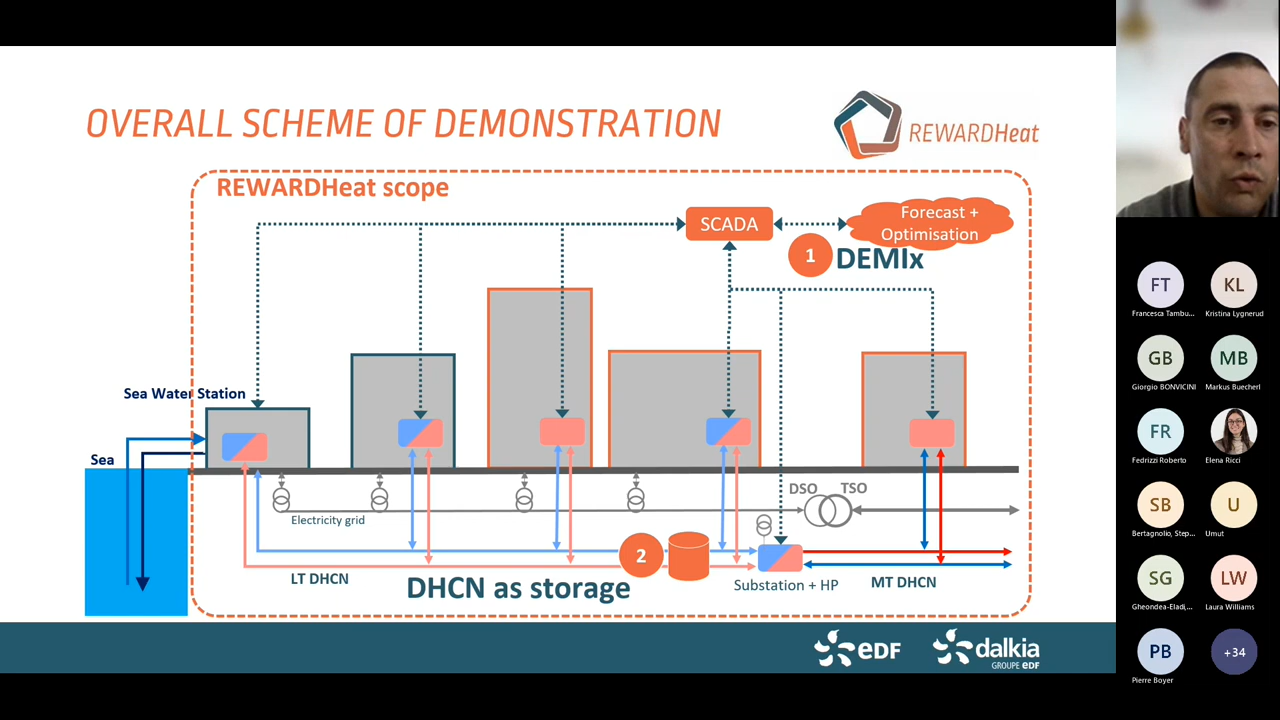 OVERALL SCHEME OF DEMONSTRATION
REWARDHeat
REWARDHeat scope
SCADA
Forecast +
Optimisation
1
DEMIx
Sea Water Station
Sea
DSO
TSO
Electricity grid
2
LT DHCN
DHCN as storage
Substation + HP
MT DHCN
eDF
dalkia
GROUPE eDF
FT
Francesca Tambu...
KL
Kristina Lygnerud
GB
Giorgio BONVICINI
MB
Markus Buecherl
FR
Fedrizzi Roberto
Elena Ricci
SB
Bertagnolio, Step...
U
Umut
SG
Gheondea-Eladi,...
LW
Laura Williams
PB
Pierre Boyer
+34